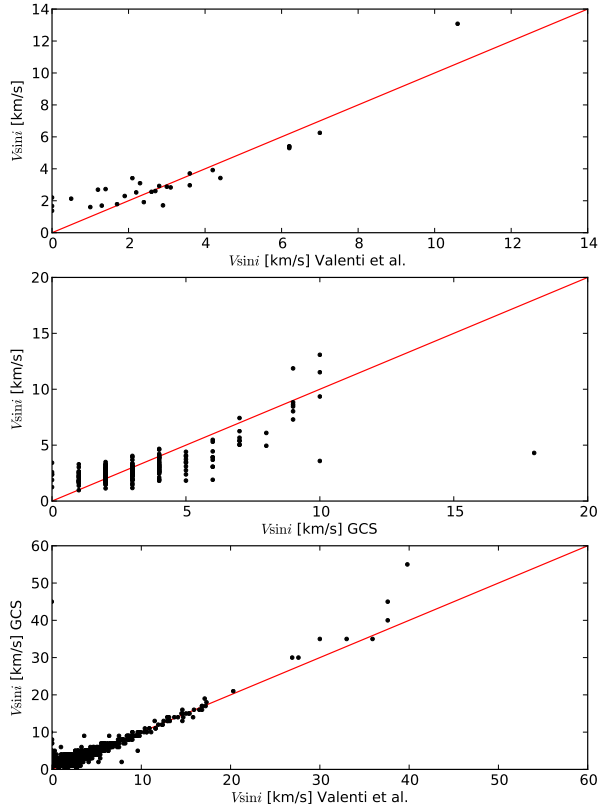 14
12
10
8
6
4
2
0
Vsini [km/s]
0 2 4 6 8 10 12 14
Vsini [km/s] Valenti et al.
20
15
10
5
0
Vsini [km/s]
0 5 10 15 20
Vsini [km/s] GCS
60
50
40
30
20
10
0
Vsini [km/s] GCS
0 10 20 30 40 50 60
Vsini [km/s] Valenti et al.